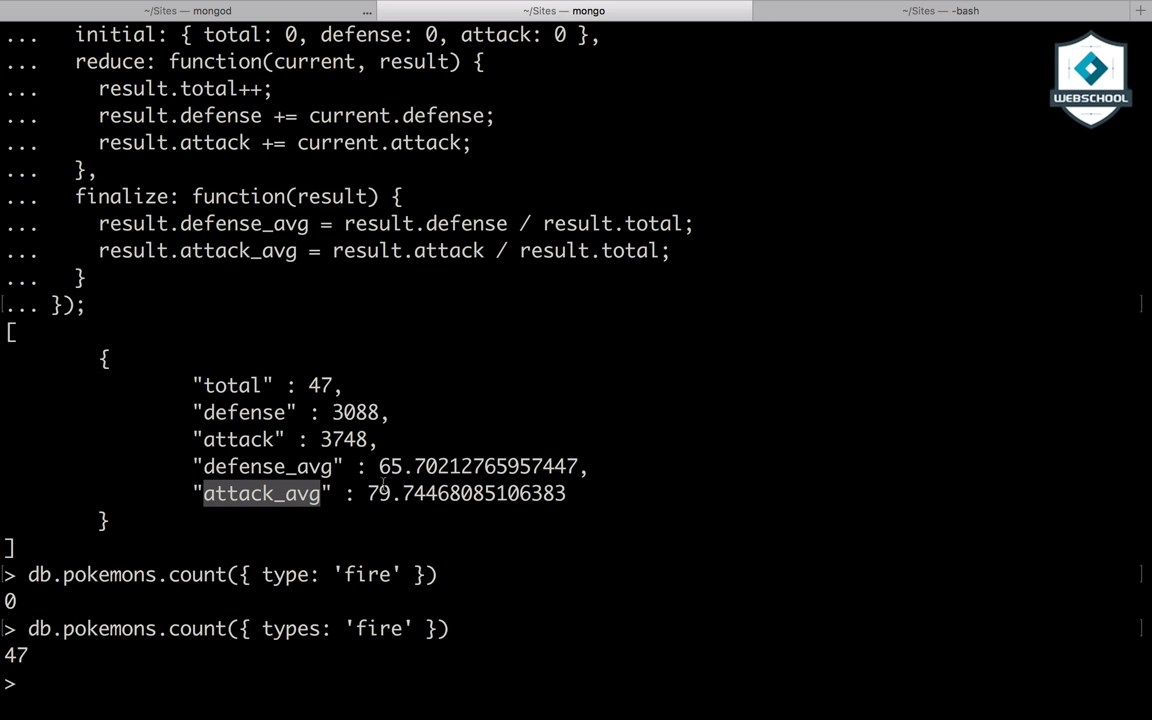 ~/Sites — mongod
...
~/Sites — mongo
~/Sites — -bash
+
... initial: { total: 0, defense: 0, attack: 0 },
... reduce: function(current, result) {
... result.total++;
... result.defense += current.defense;
... result.attack += current.attack;
... },
... finalize: function(result) {
... result.defense_avg = result.defense / result.total;
... result.attack_avg = result.attack / result.total;
... }
[... });
[
{
"total" : 47,
"defense" : 3088,
"attack" : 3748,
"defense_avg" : 65.70212765957447,
"attack_avg" : 79.74468085106383
}
]
[> db.pokemons.count({ type: 'fire' })
0
[> db.pokemons.count({ types: 'fire' })
47
>
WEBSCHOOL